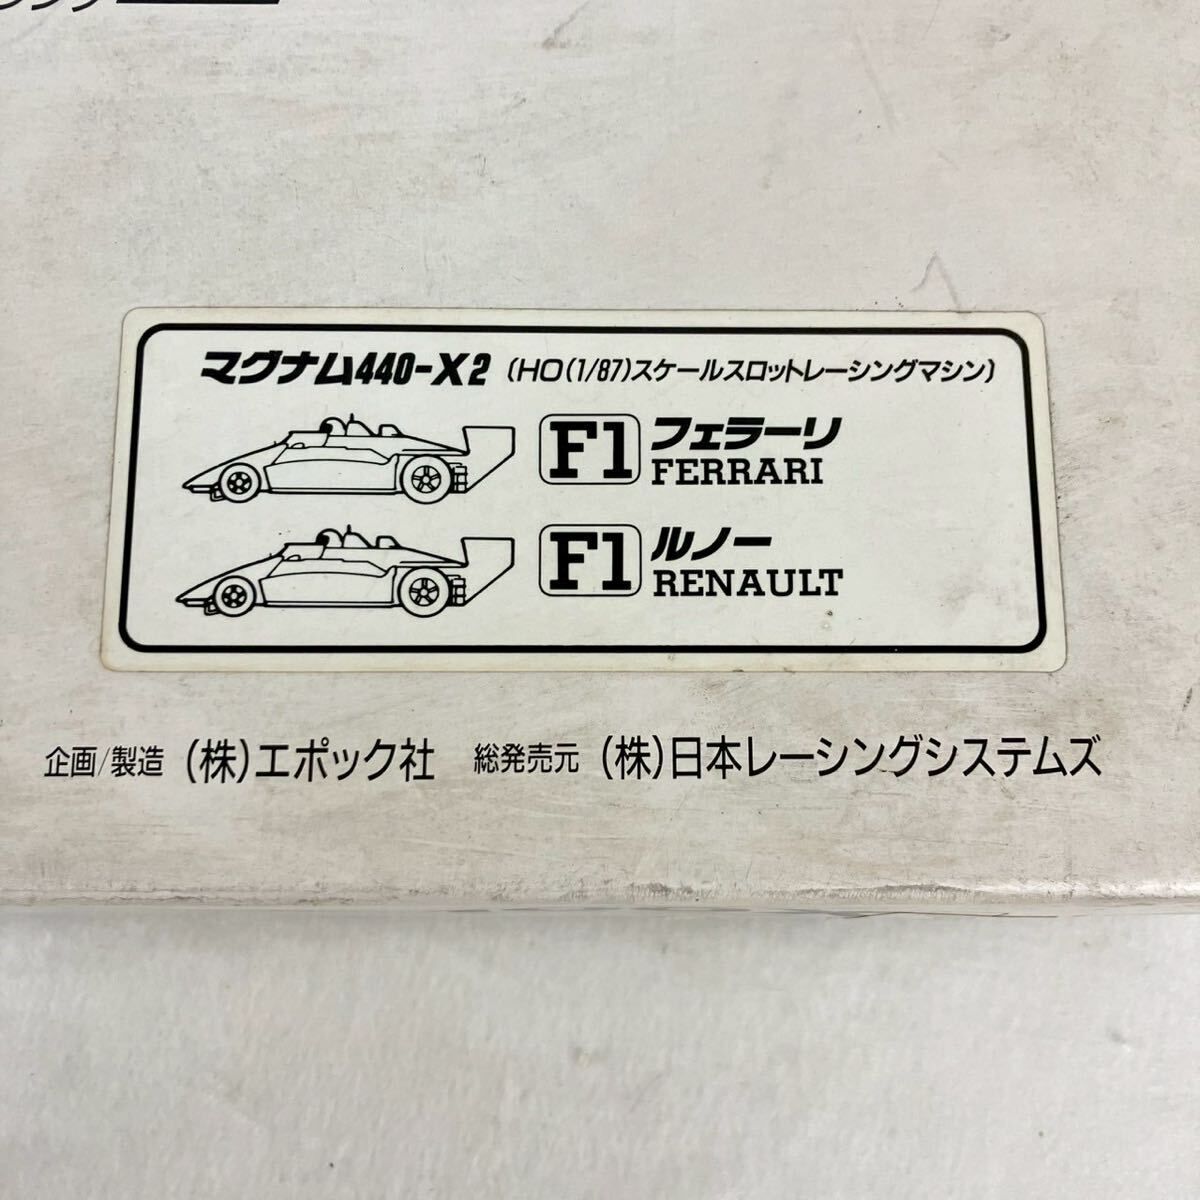 マグナム440-X2 (HO(1/87)スケールスロットレーシングマシン)
F1 フェラーリ
FERRARI
F1 ルノー
RENAULT
企画/製造 (株)エポック社 総発売元 (株)日本レーシングシステムズ